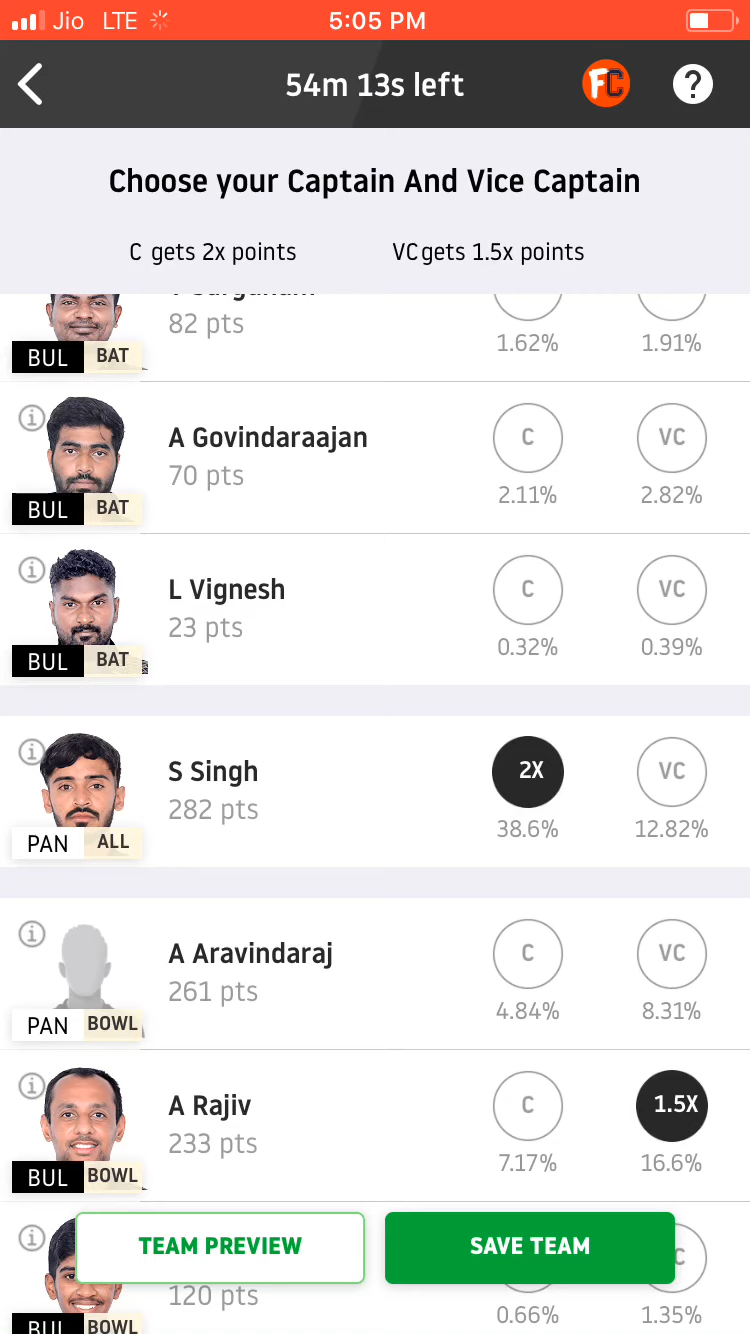 Jio LTE 5:05 PM
54m 13s left
FC
?
Choose your Captain And Vice Captain
C gets 2x points VC gets 1.5x points
82 pts
1.62% 1.91%
BUL BAT
A Govindaraajan
70 pts
C VC
2.11% 2.82%
BUL BAT
L Vignesh
23 pts
C VC
0.32% 0.39%
BUL BAT
S Singh
282 pts
2X VC
38.6% 12.82%
PAN ALL
A Aravindaraj
261 pts
C VC
4.84% 8.31%
PAN BOWL
A Rajiv
233 pts
C 1.5X
7.17% 16.6%
BUL BOWL
TEAM PREVIEW SAVE TEAM
120 pts
0.66% 1.35%
BUL BOWL